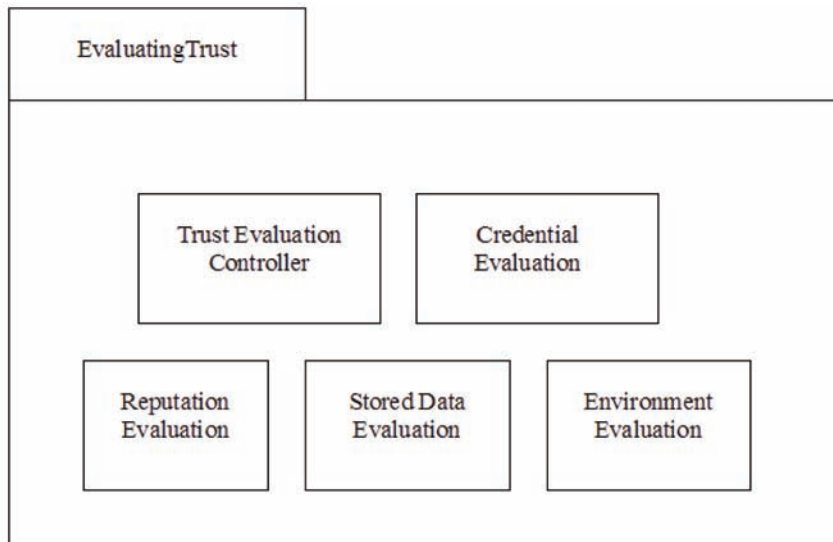 EvaluatingTrust
Trust Evaluation
Controller
Credential
Evaluation
Reputation
Evaluation
Stored Data
Evaluation
Environment
Evaluation